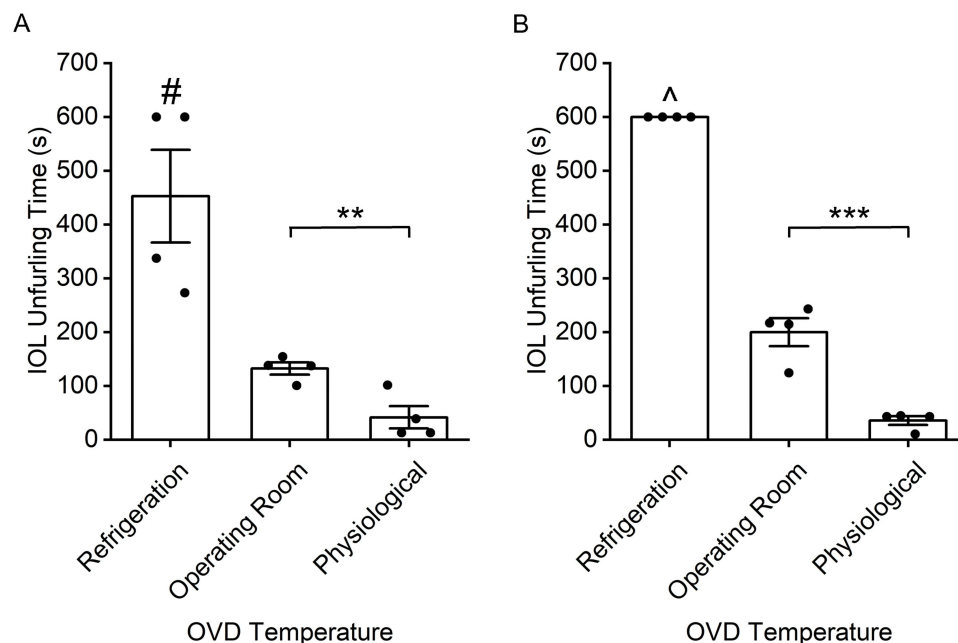 A
700
600
500
400
300
200
100
0
IOL Unfurling Time (s)
#
**
Refrigeration
Operating Room
Physiological
OVD Temperature
B
700
600
500
400
300
200
100
0
IOL Unfurling Time (s)
^
***
Refrigeration
Operating Room
Physiological
OVD Temperature